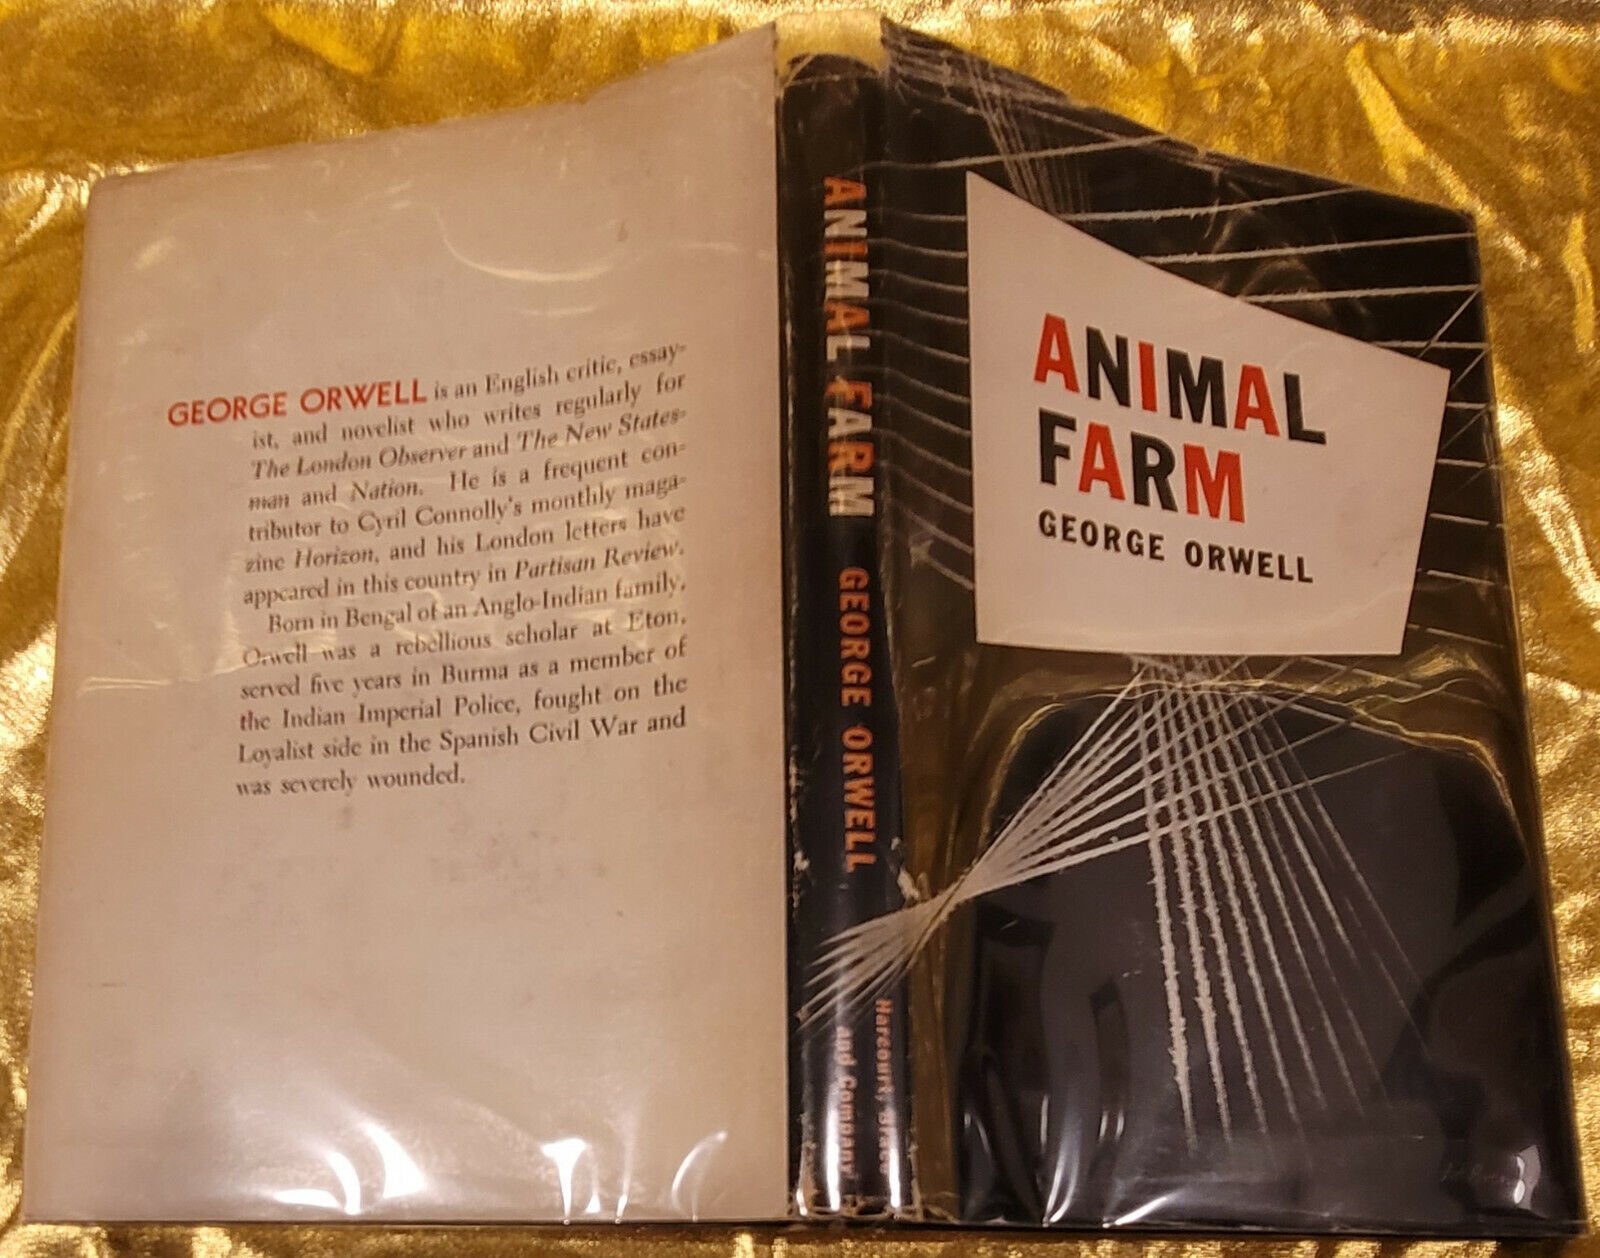 GEORGE ORWELL is an English critic, essay-
ist, and novelist who writes regularly for
The London Observer and The New States-
man and Nation. He is a frequent con-
tributor to Cyril Connolly's monthly maga-
zine Horizon, and his London letters have
appeared in this country in Partisan Review.
Born in Bengal of an Anglo-Indian family,
Orwell was a rebellious scholar at Eton,
served five years in Burma as a member of
the Indian Imperial Police, fought on the
Loyalist side in the Spanish Civil War and
was severely wounded.
ANIMAL FARM GEORGE ORWELL
Harcourt, Brace
and Company
ANIMAL
FARM
GEORGE ORWELL